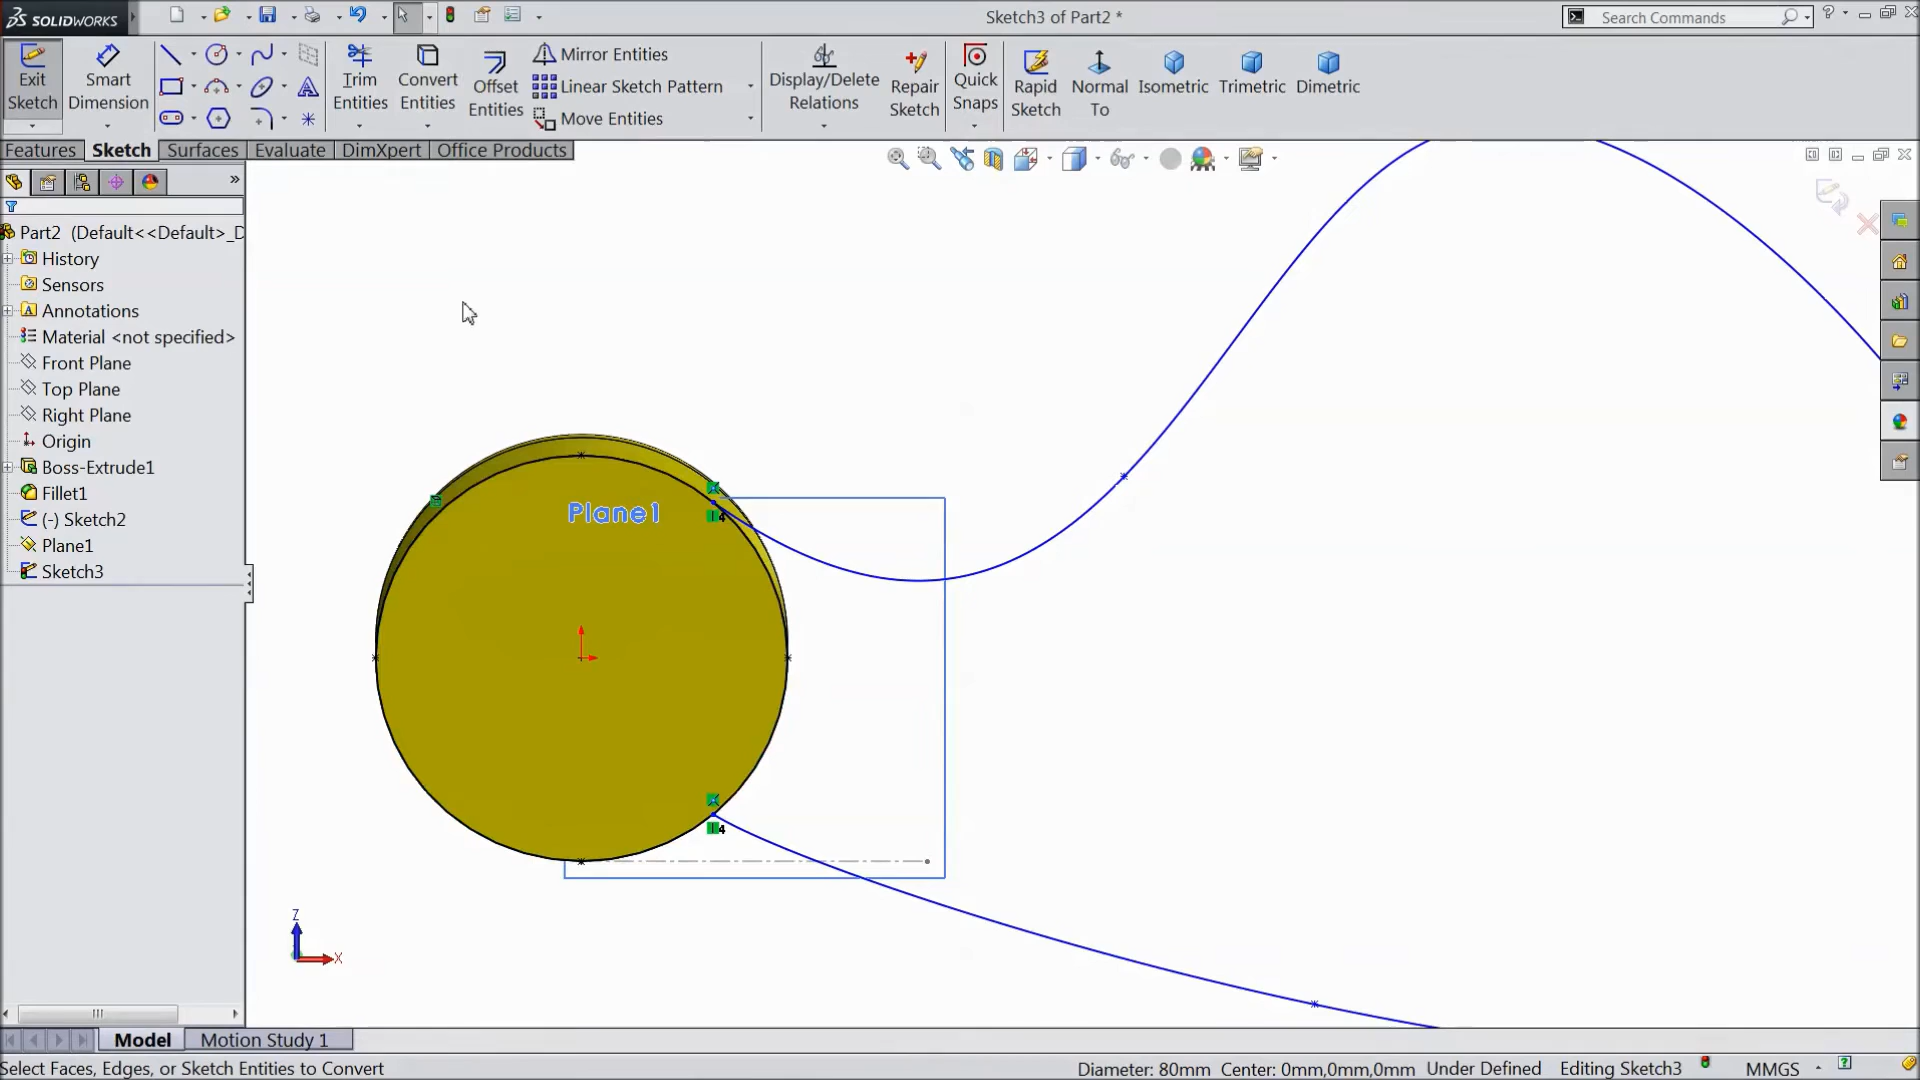 SOLIDWORKS
Sketch3 of Part2 *
Search Commands
Exit Sketch
Smart Dimension
Trim Entities
Convert Entities
Offset Entities
Mirror Entities
Linear Sketch Pattern
Move Entities
Display/Delete Relations
Repair Sketch
Quick Snaps
Rapid Sketch
Normal To
Isometric
Trimetric
Dimetric
Features Sketch Surfaces Evaluate DimXpert Office Products
Part2 (Default<<Default>_D
History
Sensors
Annotations
Material <not specified>
Front Plane
Top Plane
Right Plane
Origin
Boss-Extrude1
Fillet1
(-) Sketch2
Plane1
Sketch3
Plane1
4
4
Z
X
Model Motion Study 1
Select Faces, Edges, or Sketch Entities to Convert
Diameter: 80mm Center: 0mm,0mm,0mm Under Defined Editing Sketch3 MMGS